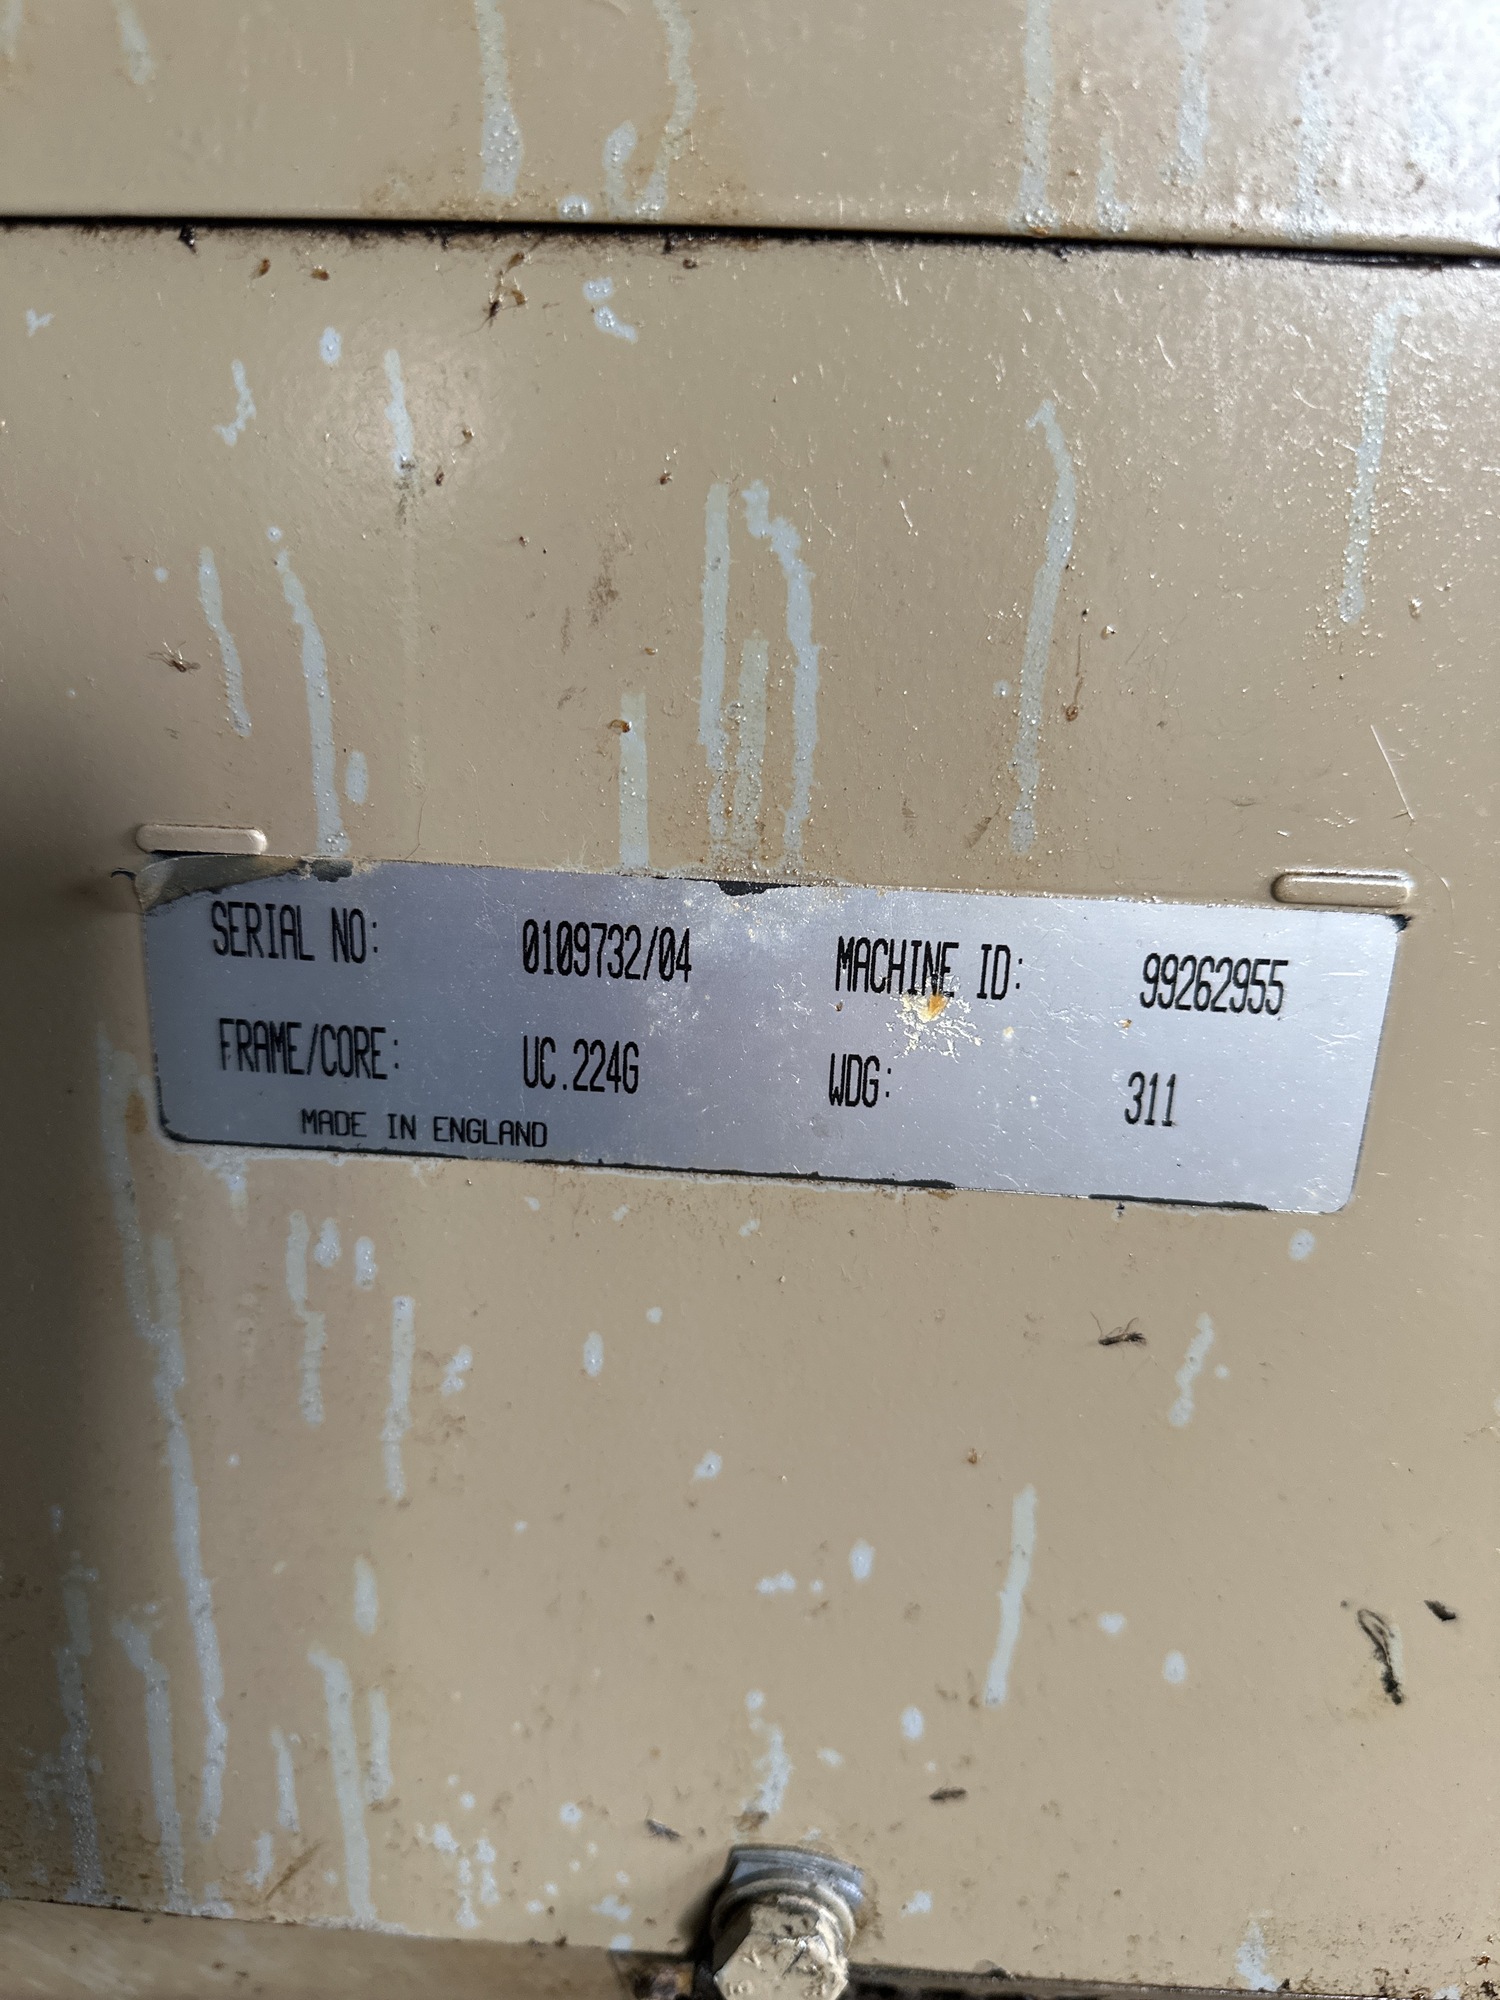 SERIAL NO: 0109732/04 MACHINE ID: 99262955
FRAME/CORE: UC.224G WDG: 311
MADE IN ENGLAND